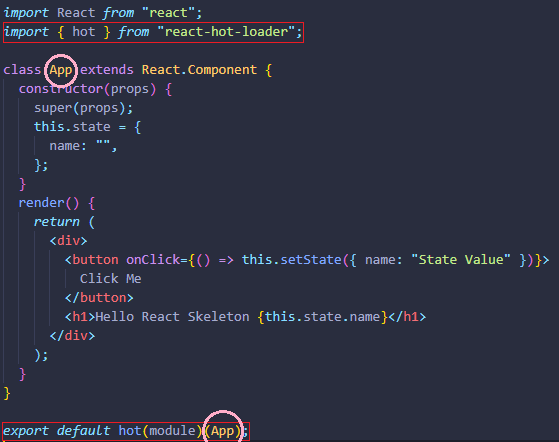 import React from "react";
import { hot } from "react-hot-loader";
class App extends React.Component {
constructor(props) {
super(props);
this.state = {
name: "",
};
}
render() {
return (
<div>
<button onClick={() => this.setState({ name: "State Value" })}>
Click Me
</button>
<h1>Hello React Skeleton {this.state.name}</h1>
</div>
);
}
}
export default hot(module)(App);